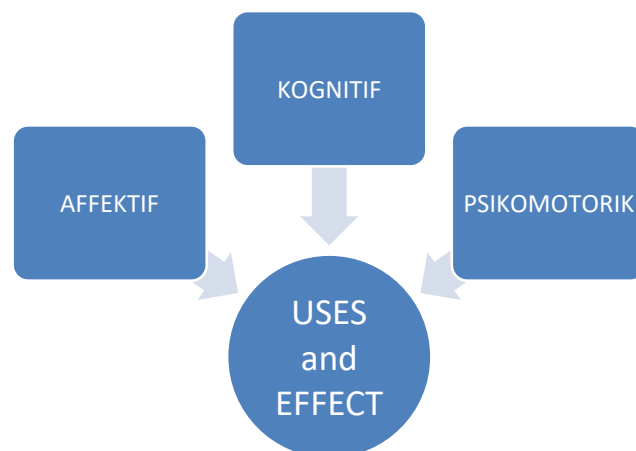 KOGNITIF
AFFEKTIF
PSIKOMOTORIK
USES
and
EFFECT